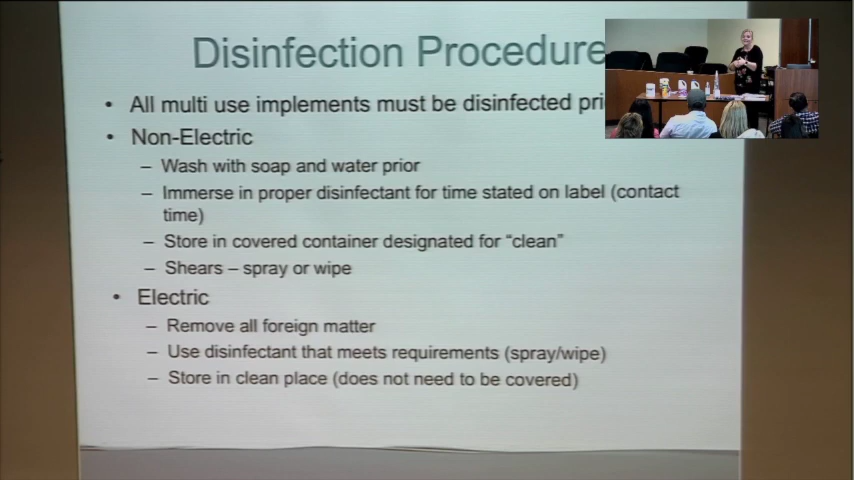 Disinfection Procedure
• All multi use implements must be disinfected pri
• Non-Electric
– Wash with soap and water prior
– Immerse in proper disinfectant for time stated on label (contact
time)
– Store in covered container designated for “clean”
– Shears – spray or wipe
• Electric
– Remove all foreign matter
– Use disinfectant that meets requirements (spray/wipe)
– Store in clean place (does not need to be covered)